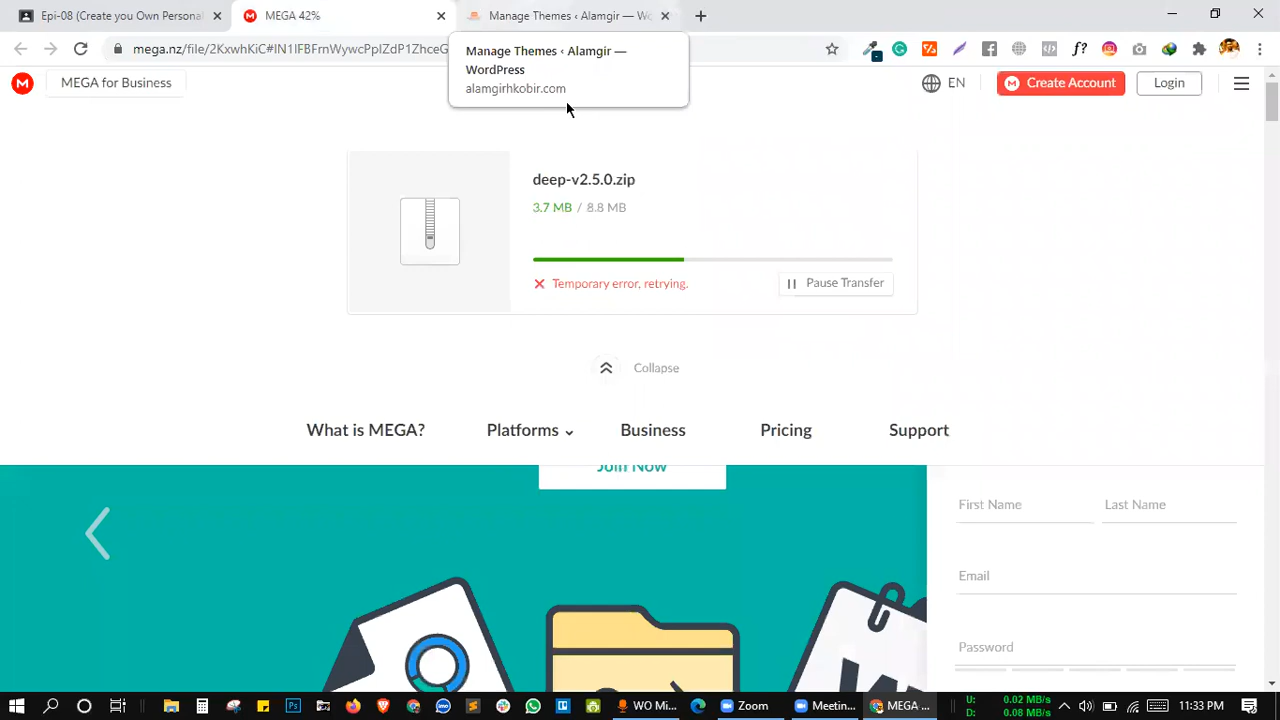 Epi-08 (Create you Own Personal
MEGA 42%
Manage Themes ‹ Alamgir — Wo
mega.nz/file/
Manage Themes ‹ Alamgir —
WordPress
alamgirhkobir.com
f?
MEGA for Business
EN
Create Account
Login
deep-v2.5.0.zip
3.7 MB / 8.8 MB
Temporary error, retrying.
Pause Transfer
Collapse
What is MEGA?
Platforms
Business
Pricing
Support
Join Now
First Name
Last Name
Email
Password
WO Mi...
Zoom
Meetin...
MEGA ...
U: 0.02 MB/s
D: 0.08 MB/s
11:33 PM